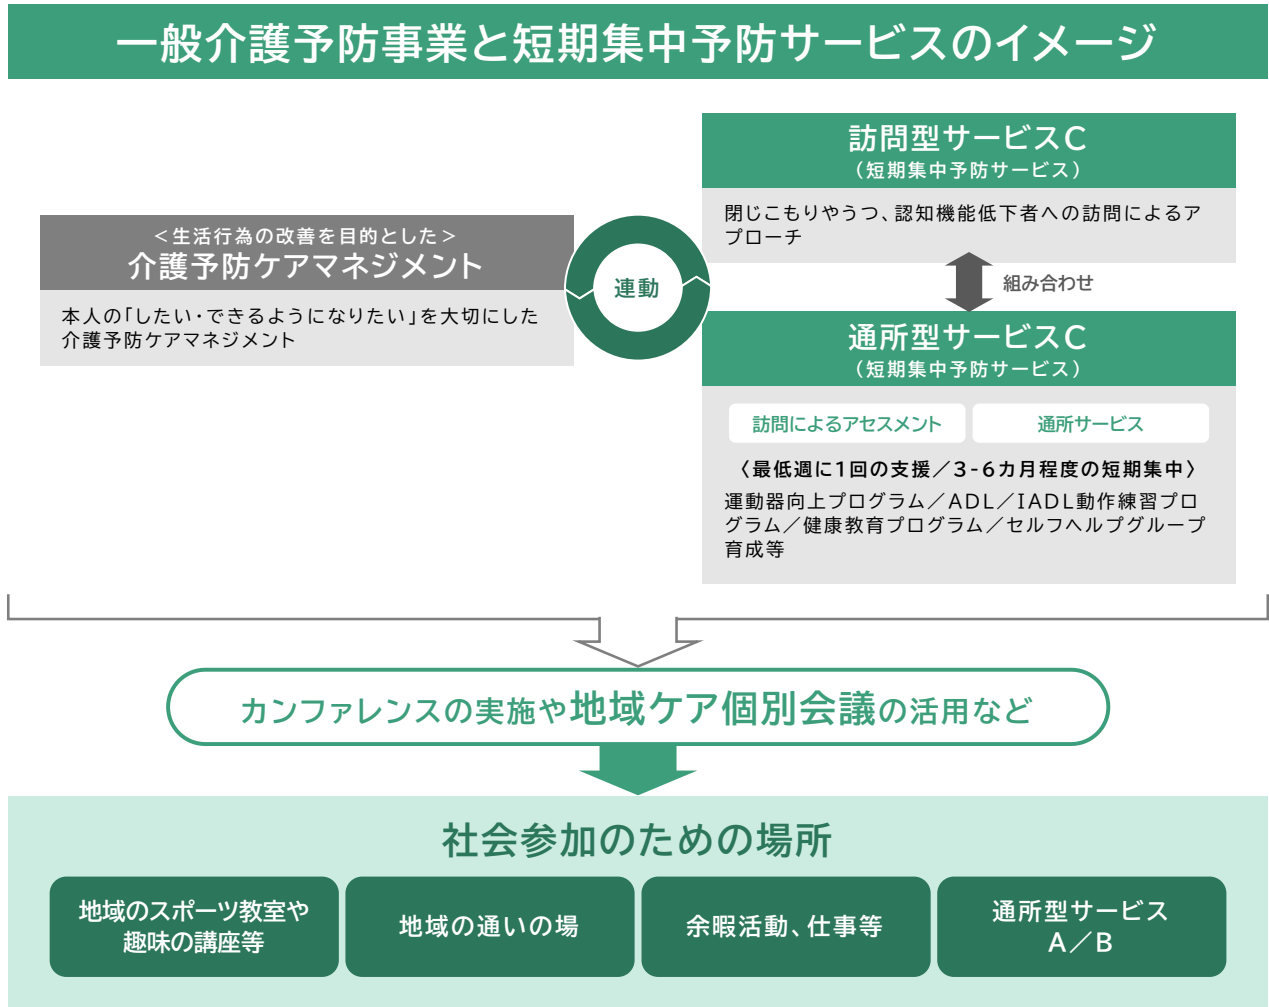 一般介護予防事業と短期集中予防サービスのイメージ
＜生活行為の改善を目的とした＞
介護予防ケアマネジメント
本人の「したい・できるようになりたい」を大切にした
介護予防ケアマネジメント
連動
訪問型サービスC
（短期集中予防サービス）
閉じこもりやうつ、認知機能低下者への訪問によるア
プローチ
組み合わせ
通所型サービスC
（短期集中予防サービス）
訪問によるアセスメント
通所サービス
〈最低週に1回の支援／3-6カ月程度の短期集中〉
運動器向上プログラム／ADL／IADL動作練習プロ
グラム／健康教育プログラム／セルフヘルプグループ
育成等
カンファレンスの実施や地域ケア個別会議の活用など
社会参加のための場所
地域のスポーツ教室や
趣味の講座等
地域の通いの場
余暇活動、仕事等
通所型サービス
A／B